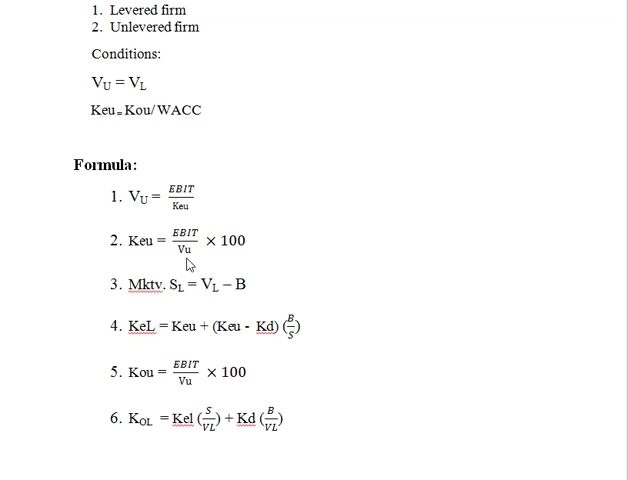 1. Levered firm
2. Unlevered firm
Conditions:
VU = VL
Keu=Kou/WACC
Formula:
1. VU = EBIT/Keu
2. Keu = EBIT/Vu × 100
3. Mktv. SL = VL – B
4. KeL = Keu + (Keu - Kd) (B/S)
5. Kou = EBIT/Vu × 100
6. KOL = Kel (S/VL) + Kd (B/VL)